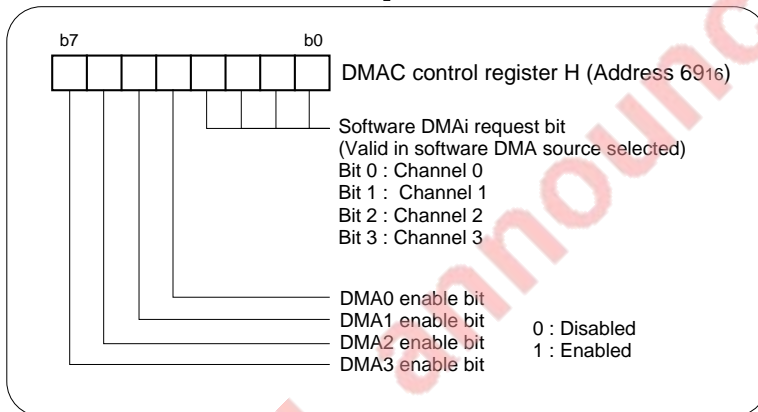 b7 b0
DMAC control register H (Address 6916)
Software DMAi request bit
(Valid in software DMA source selected)
Bit 0 : Channel 0
Bit 1 : Channel 1
Bit 2 : Channel 2
Bit 3 : Channel 3
DMA0 enable bit
DMA1 enable bit
DMA2 enable bit
DMA3 enable bit
0 : Disabled
1 : Enabled
announc